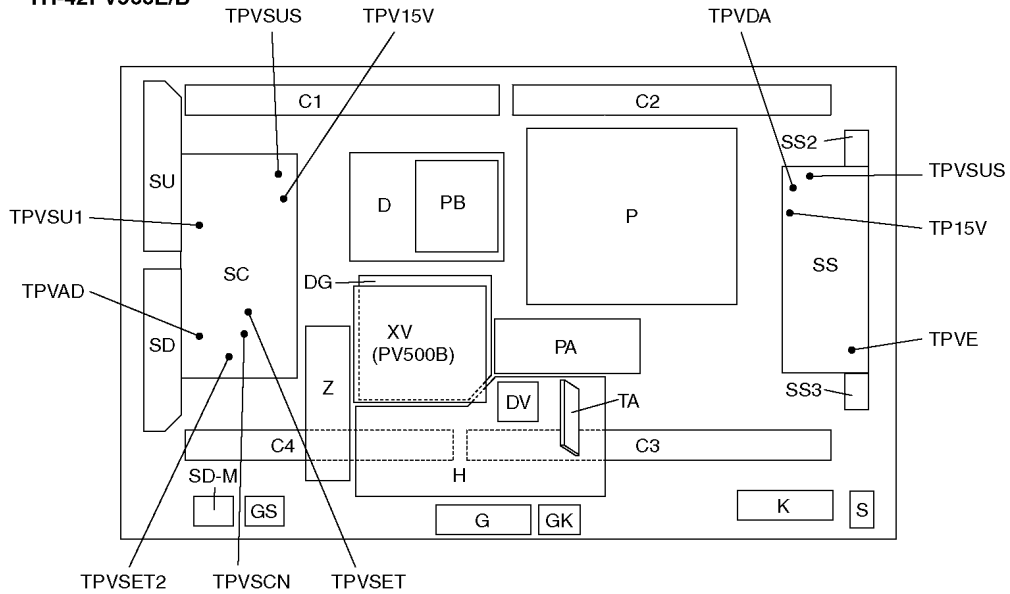 TPVSUS
TPV15V
TPVDA
C1
C2
SS2
SU
D
PB
P
TPVSUS
TPVSU1
TP15V
SC
SS
DG
TPVAD
XV
(PV500B)
SD
PA
TPVE
Z
DV
TA
SS3
C4
C3
SD-M
H
GS
G
GK
K
S
TPVSET2
TPVSCN
TPVSET